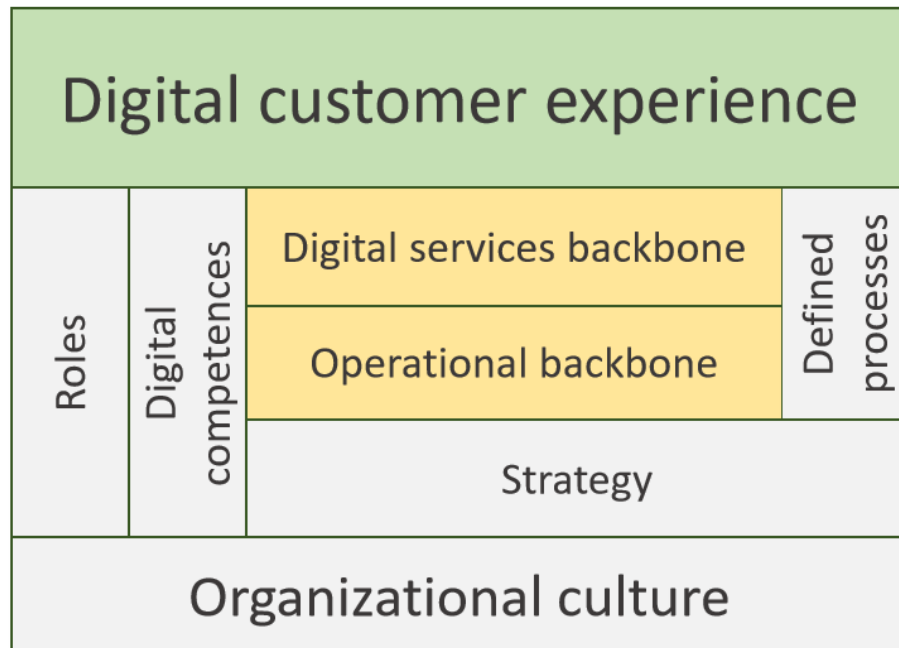 Digital customer experience
Roles
Digital
competences
Digital services backbone
Operational backbone
Defined
processes
Strategy
Organizational culture